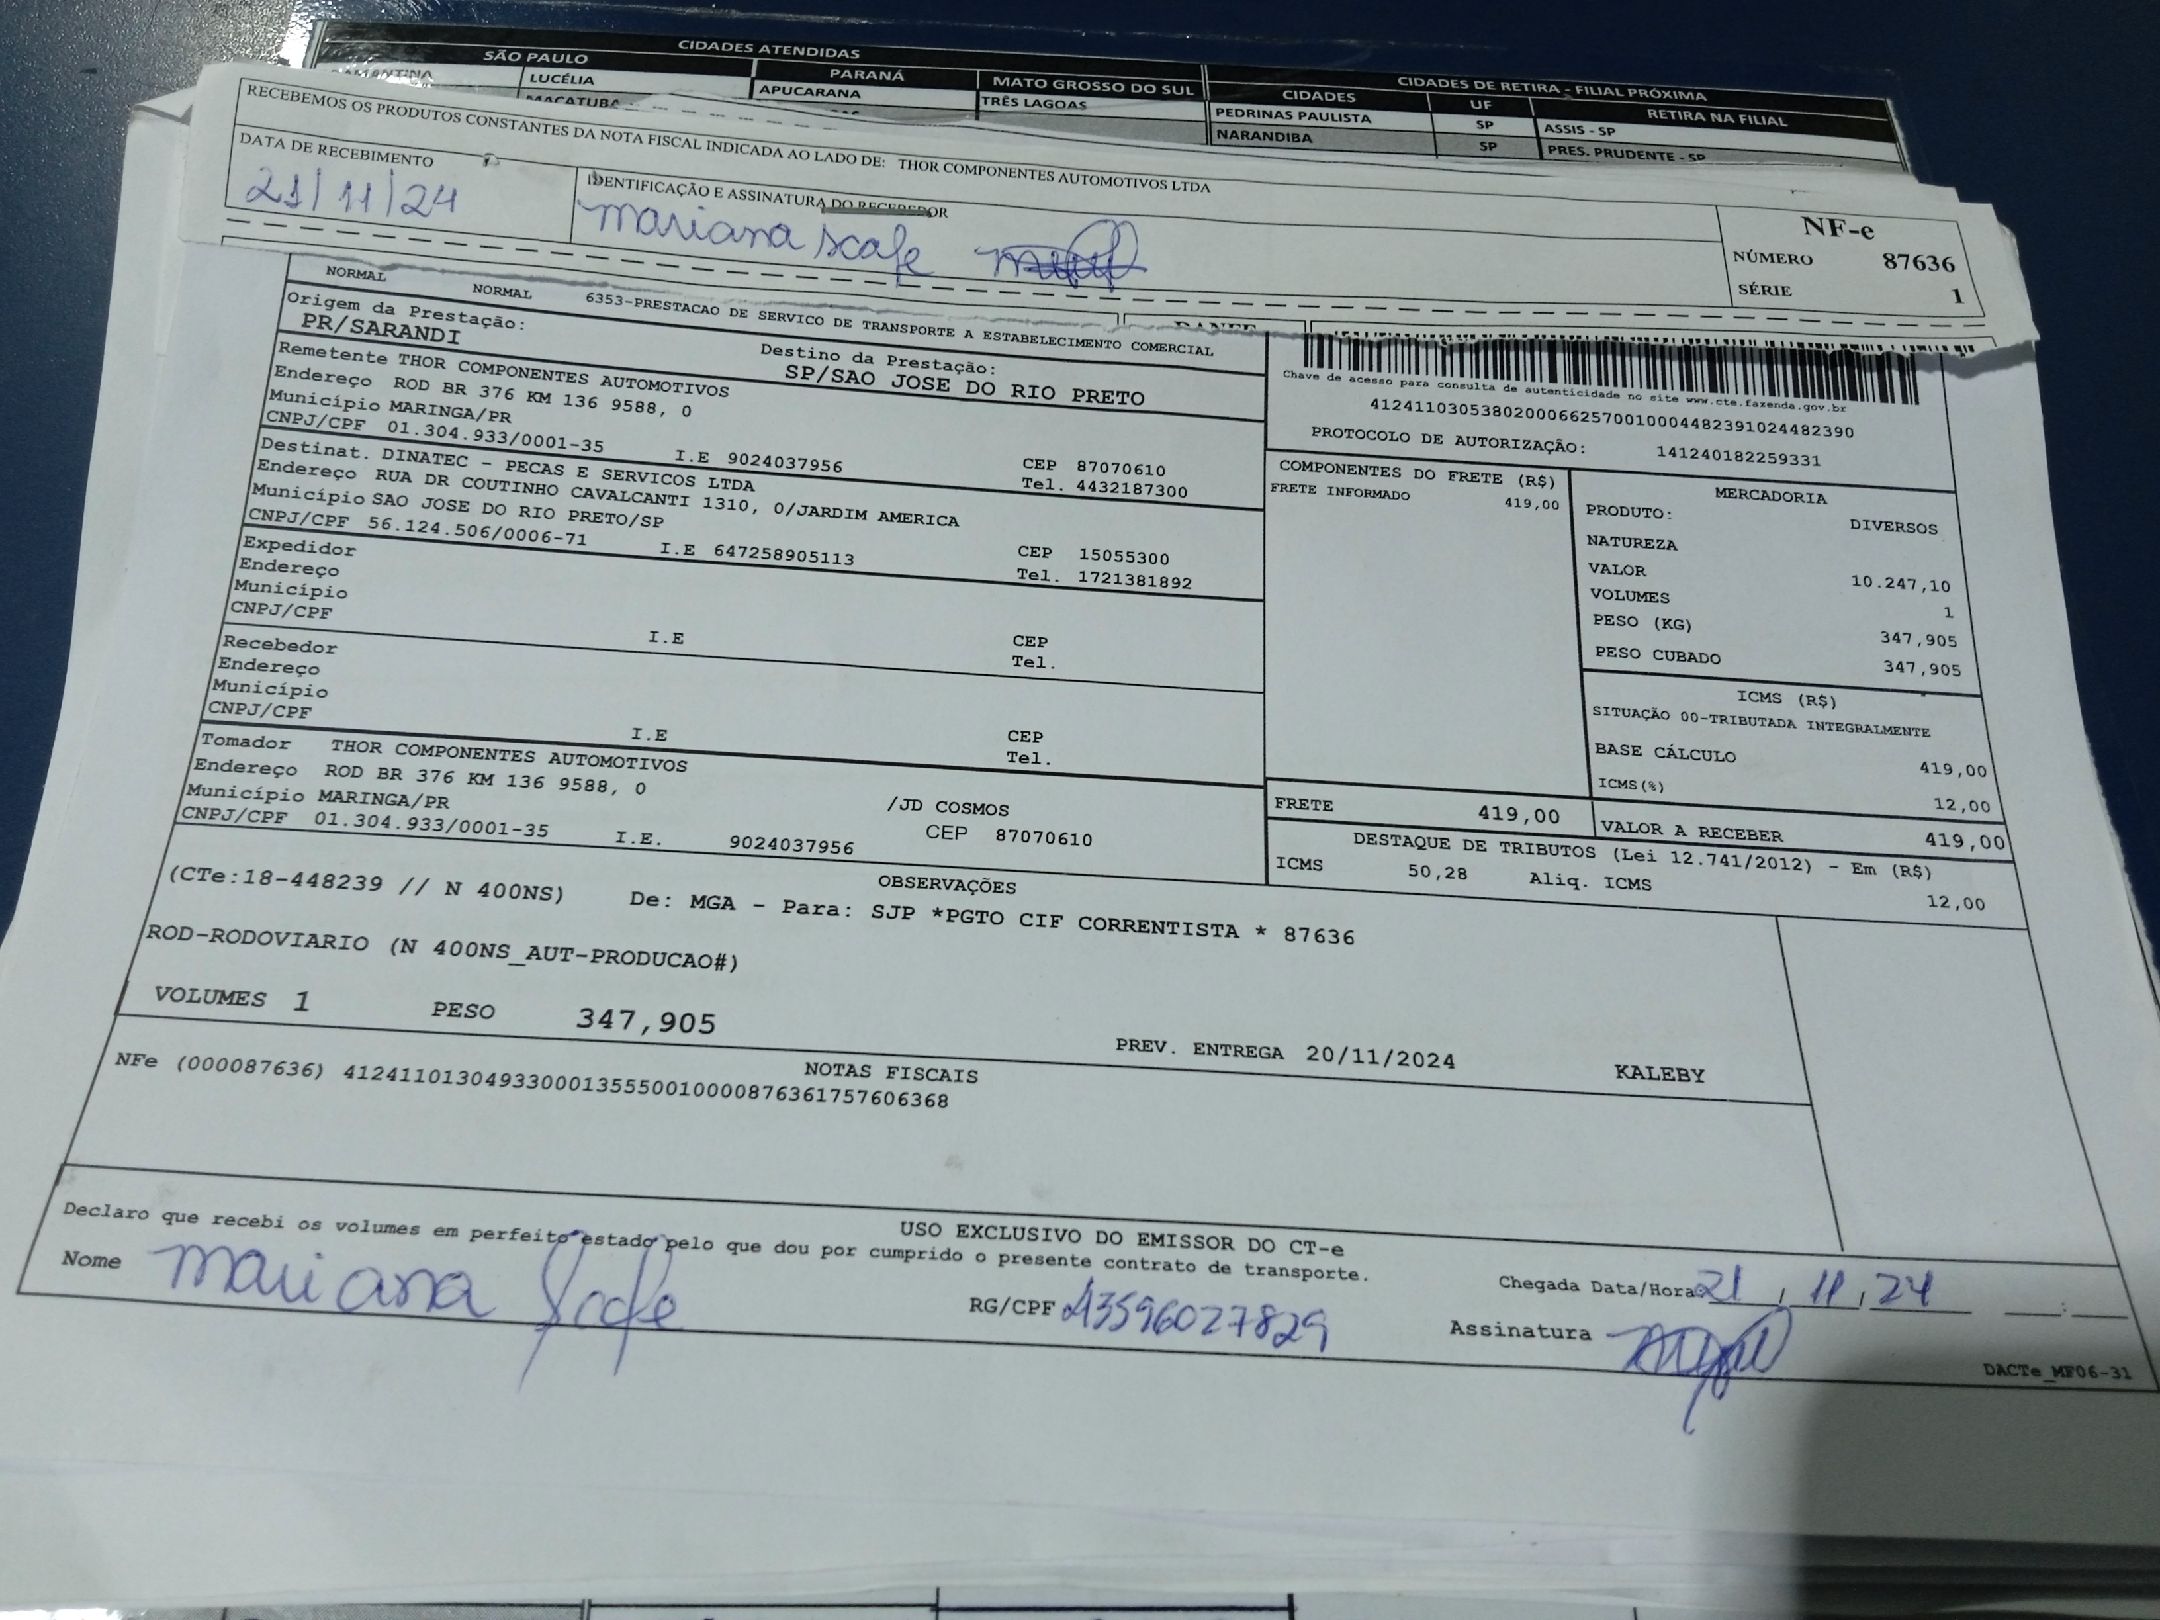 CIDADES ATENDIDAS
SÃO PAULO PARANÁ MATO GROSSO DO SUL CIDADES DE RETIRA - FILIAL PRÓXIMA
LUCÉLIA APUCARANA TRÊS LAGOAS CIDADES UF RETIRA NA FILIAL
MACATUBA PEDRINAS PAULISTA SP ASSIS - SP
NARANDIBA SP PRES. PRUDENTE - SP
RECEBEMOS OS PRODUTOS CONSTANTES DA NOTA FISCAL INDICADA AO LADO DE: THOR COMPONENTES AUTOMOTIVOS LTDA
DATA DE RECEBIMENTO IDENTIFICAÇÃO E ASSINATURA DO RECEBEDOR
21/11/24 mariana scafe
NF-e
NÚMERO 87636
SÉRIE 1
NORMAL NORMAL 6353-PRESTACAO DE SERVICO DE TRANSPORTE A ESTABELECIMENTO COMERCIAL
Origem da Prestação: Destino da Prestação:
PR/SARANDI SP/SAO JOSE DO RIO PRETO
Remetente THOR COMPONENTES AUTOMOTIVOS
Endereço ROD BR 376 KM 136 9588, 0
Município MARINGA/PR CEP 87070610
CNPJ/CPF 01.304.933/0001-35 I.E 9024037956 Tel. 4432187300
Destinat. DINATEC - PECAS E SERVICOS LTDA
Endereço RUA DR COUTINHO CAVALCANTI 1310, 0/JARDIM AMERICA
Município SAO JOSE DO RIO PRETO/SP CEP 15055300
CNPJ/CPF 56.124.506/0006-71 I.E 647258905113 Tel. 1721381892
Expedidor
Endereço
Município CEP
CNPJ/CPF I.E Tel.
Recebedor
Endereço
Município CEP
CNPJ/CPF I.E Tel.
Tomador THOR COMPONENTES AUTOMOTIVOS
Endereço ROD BR 376 KM 136 9588, 0 /JD COSMOS
Município MARINGA/PR CEP 87070610
CNPJ/CPF 01.304.933/0001-35 I.E. 9024037956
Chave de acesso para consulta de autenticidade no site www.cte.fazenda.gov.br
41241103053802000662570010004482391024482390
PROTOCOLO DE AUTORIZAÇÃO: 141240182259331
COMPONENTES DO FRETE (R$)
FRETE INFORMADO 419,00
MERCADORIA
PRODUTO: DIVERSOS
NATUREZA
VALOR 10.247,10
VOLUMES 1
PESO (KG) 347,905
PESO CUBADO 347,905
ICMS (R$)
SITUAÇÃO 00-TRIBUTADA INTEGRALMENTE
BASE CÁLCULO 419,00
ICMS(%) 12,00
FRETE 419,00 VALOR A RECEBER 419,00
DESTAQUE DE TRIBUTOS (Lei 12.741/2012) - Em (R$)
ICMS 50,28 Aliq. ICMS 12,00
OBSERVAÇÕES
(CTe:18-448239 // N 400NS) De: MGA - Para: SJP *PGTO CIF CORRENTISTA * 87636
ROD-RODOVIARIO (N 400NS_AUT-PRODUCAO#)
VOLUMES 1 PESO 347,905 PREV. ENTREGA 20/11/2024 KALEBY
NOTAS FISCAIS
NFe (000087636) 41241101304933000135550010000876361757606368
USO EXCLUSIVO DO EMISSOR DO CT-e
Declaro que recebi os volumes em perfeito estado pelo que dou por cumprido o presente contrato de transporte.
Nome mariana scafe RG/CPF 43596027829 Chegada Data/Hora 21, 11, 24 :
Assinatura
DACTe_MF06-31